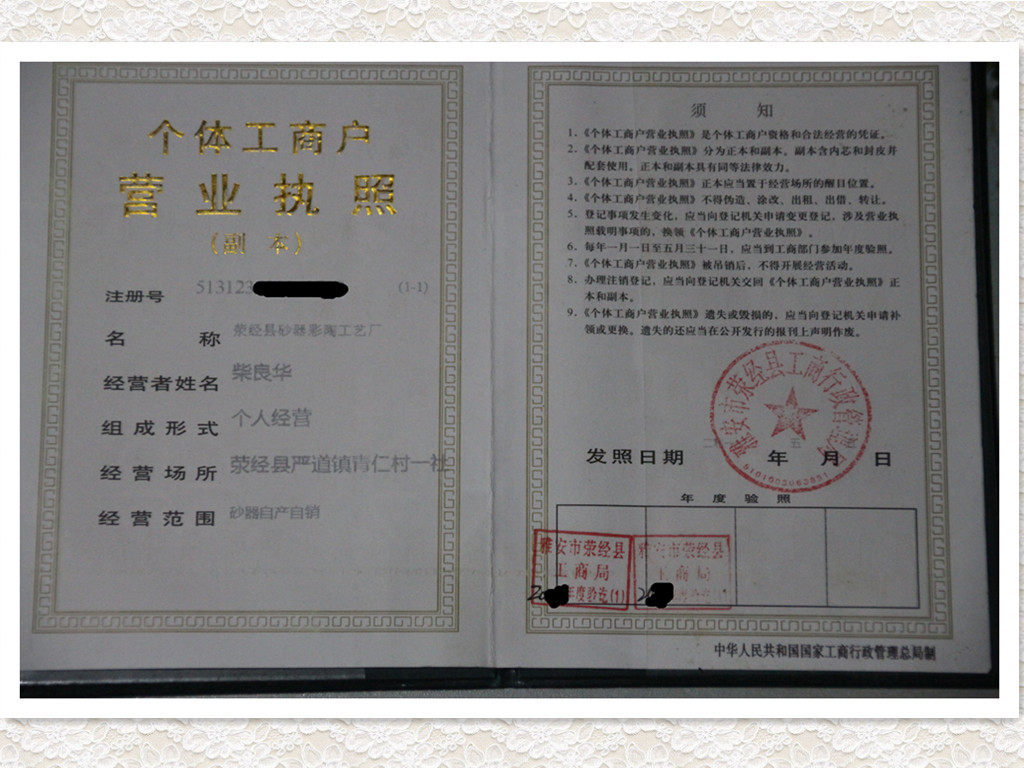 个体工商户
营业执照
(副 本)
注册号 513123 (1-1)
名 称 荥经县砂器彩陶工艺厂
经营者姓名 柴良华
组成形式 个人经营
经营场所 荥经县严道镇青仁村一社
经营范围 砂器自产自销
须 知
1、《个体工商户营业执照》是个体工商户资格和合法经营的凭证。
2、《个体工商户营业执照》分为正本和副本。副本含内芯和封皮并
配套使用。正本和副本具有同等法律效力。
3、《个体工商户营业执照》正本应当置于经营场所的醒目位置。
4、《个体工商户营业执照》不得伪造、涂改、出租、出借、转让。
5、登记事项发生变化，应当向登记机关申请变更登记，涉及营业执
照载明事项的，换领《个体工商户营业执照》。
6、每年一月一日至五月三十一日，应当到工商部门参加年度验照。
7、《个体工商户营业执照》被吊销后，不得开展经营活动。
8、办理注销登记，应当向登记机关交回《个体工商户营业执照》正
本和副本。
9、《个体工商户营业执照》遗失或毁损的，应当向登记机关申请补
领或更换。遗失的还应当在公开发行的报刊上声明作废。
雅安市荥经县工商行政管理局
发照日期 年 五 月 日
年 度 验 照
雅安市荥经县
工商局
年度验讫(1)
雅安市荥经县
工商局
中华人民共和国国家工商行政管理总局制